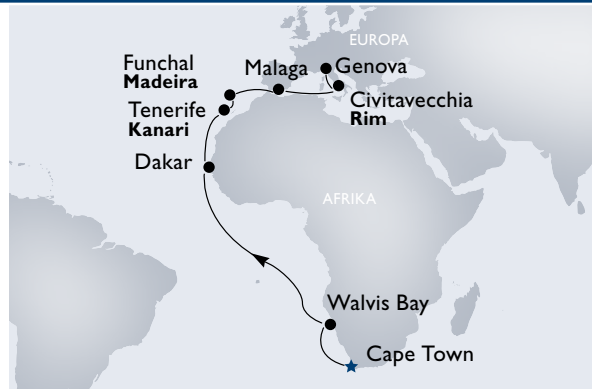 EUROPA
Funchal
Madeira
Malaga
Genova
Tenerife
Kanari
Civitavecchia
Rim
Dakar
AFRIKA
Walvis Bay
Cape Town